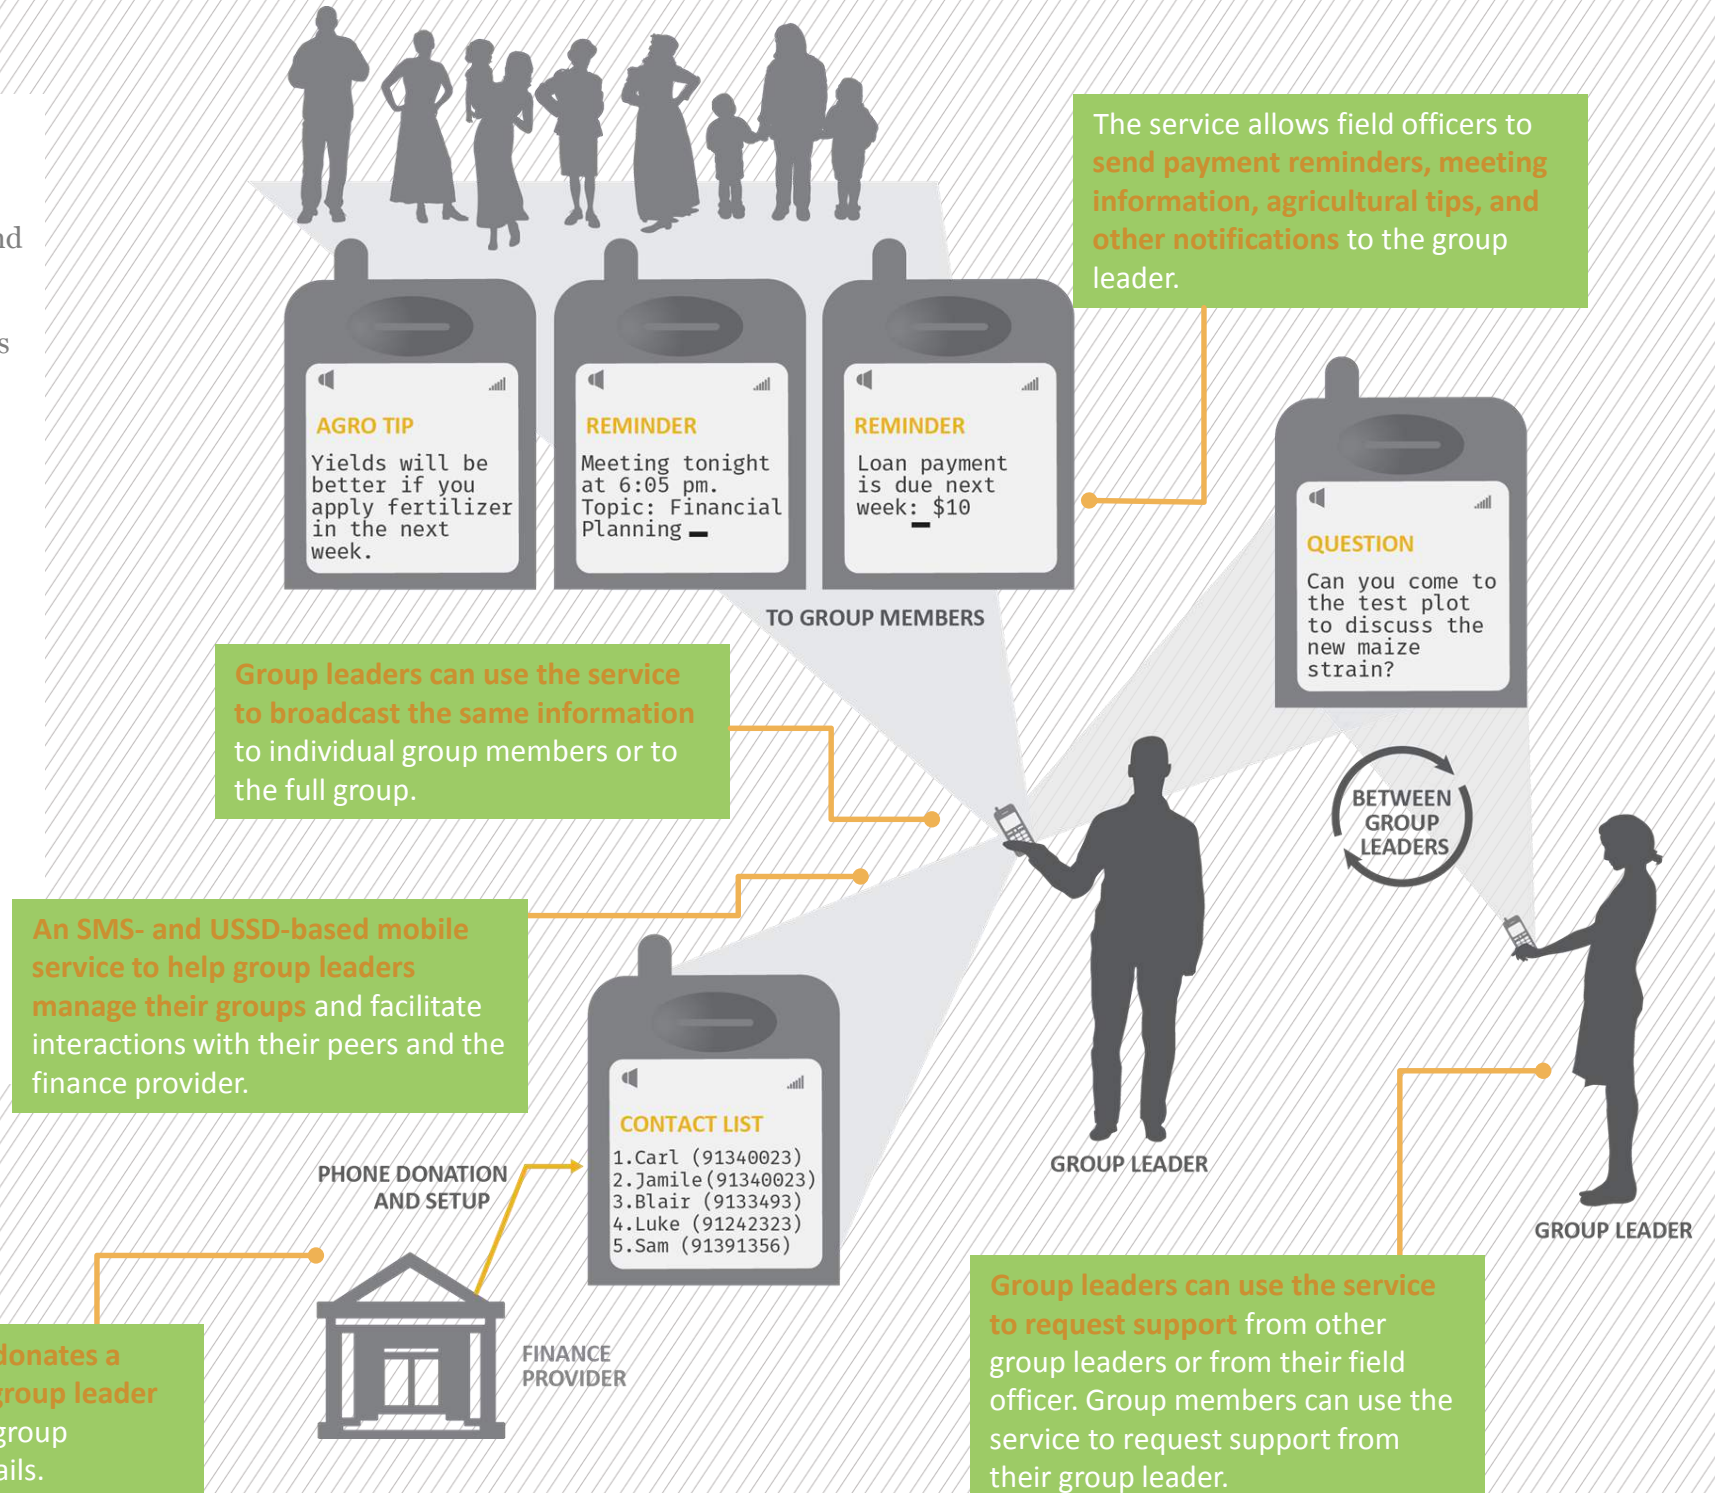 nd
s
The service allows field officers to
send payment reminders, meeting
information, agricultural tips, and
other notifications to the group
leader.
AGRO TIP
Yields will be
better if you
apply fertilizer
in the next
week.
REMINDER
Meeting tonight
at 6:05 pm.
Topic: Financial
Planning
REMINDER
Loan payment
is due next
week: $10
QUESTION
Can you come to
the test plot
to discuss the
new maize
strain?
TO GROUP MEMBERS
Group leaders can use the service
to broadcast the same information
to individual group members or to
the full group.
BETWEEN
GROUP
LEADERS
An SMS- and USSD-based mobile
service to help group leaders
manage their groups and facilitate
interactions with their peers and the
finance provider.
CONTACT LIST
1.Carl (91340023)
2.Jamile(91340023)
3.Blair (9133493)
4.Luke (91242323)
5.Sam (91391356)
PHONE DONATION
AND SETUP
GROUP LEADER
GROUP LEADER
FINANCE
PROVIDER
donates a
group leader
group
ails.
Group leaders can use the service
to request support from other
group leaders or from their field
officer. Group members can use the
service to request support from
their group leader.